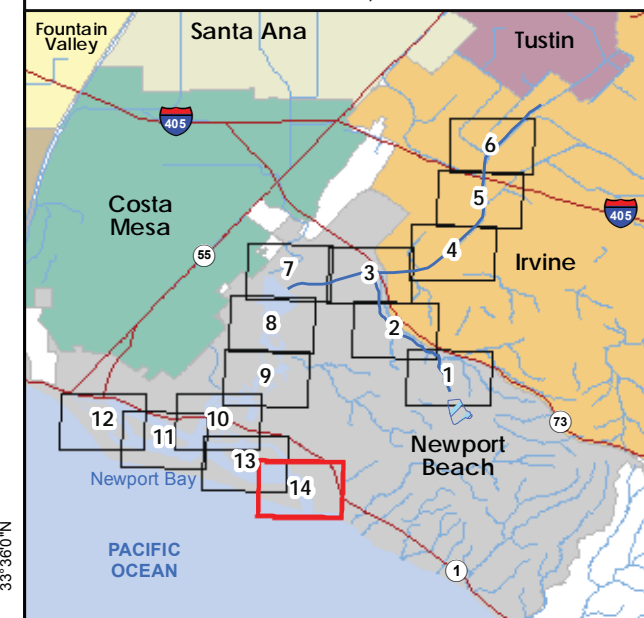 Fountain
Valley
Santa Ana
Tustin
405
6
Costa
Mesa
5
405
55
4
Irvine
7
3
8
2
9
1
12
10
11
73
Newport
Beach
13
Newport Bay
14
PACIFIC
OCEAN
33°36'0"N
1